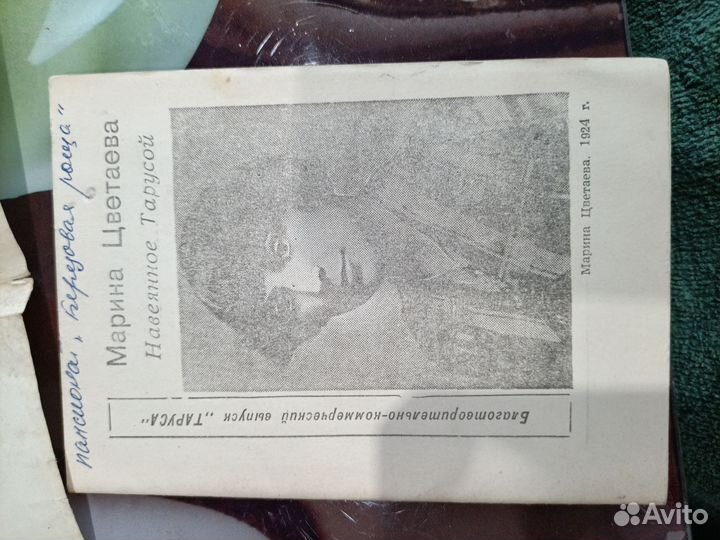 пансионат „Березовая роща"
Марина Цветаева
Навеянное Тарусой
Благотворительно-коммерческий выпуск „ТАРУСА"
Марина Цветаева. 1924 г.
Avito